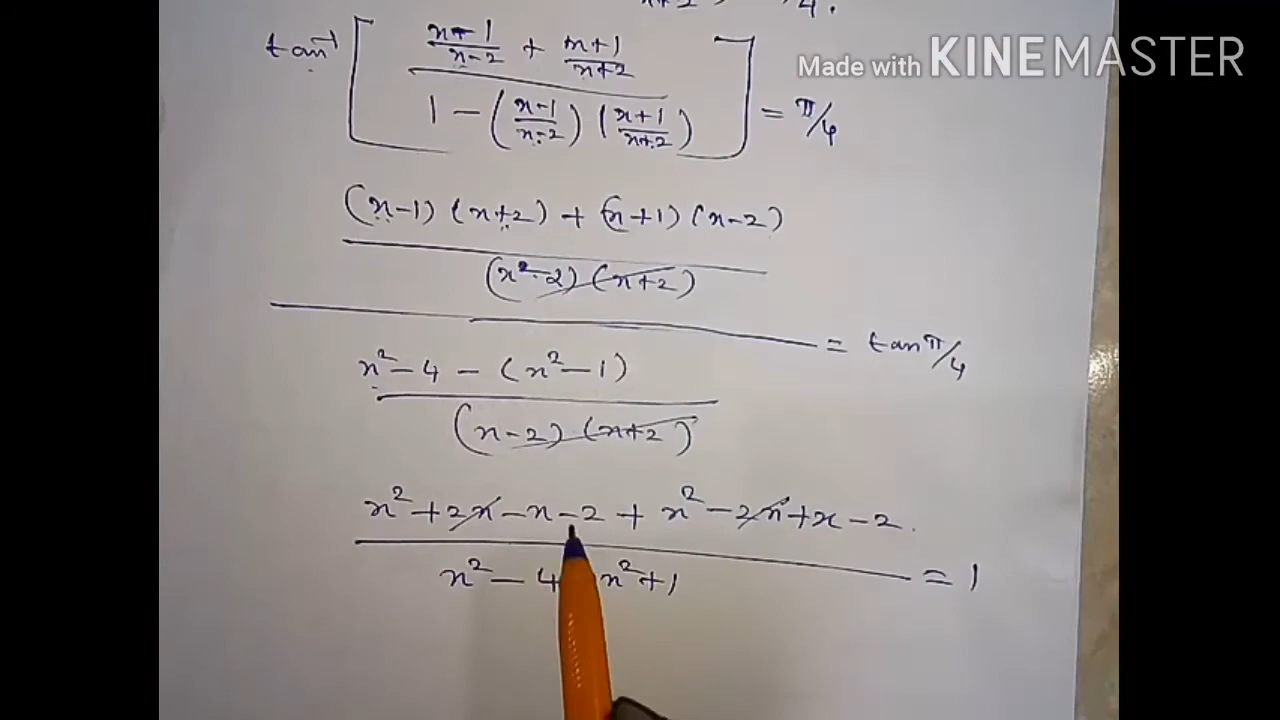 Made with KINEMASTER
tan⁻¹ [ (x-1)/(x-2) + (x+1)/(x+2)
1 - ((x-1)/(x-2)) ((x+1)/(x+2)) ] = π/4
(x-1) (x+2) + (x+1) (x-2)
(x²-2) (x+2)
= tan π/4
x² - 4 - (x² - 1)
(x-2) (x+2)
x² + 2x - x - 2 + x² - 2x + x - 2
= 1
x² - 4 x² + 1